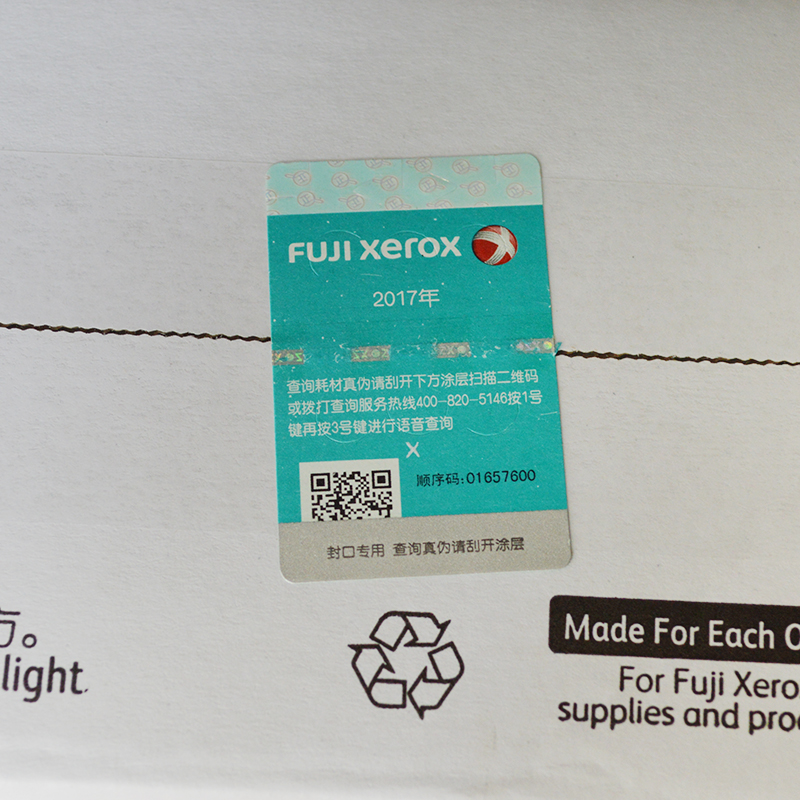 FUJI xerox
2017年
查询耗材真伪请刮开下方涂层扫描二维码
或拨打查询服务热线400-820-5146按1号
键再按3号键进行语音查询
X
顺序码:01657600
封口专用 查询真伪请刮开涂层
light.
Made For Each O
For Fuji Xero
supplies and pro